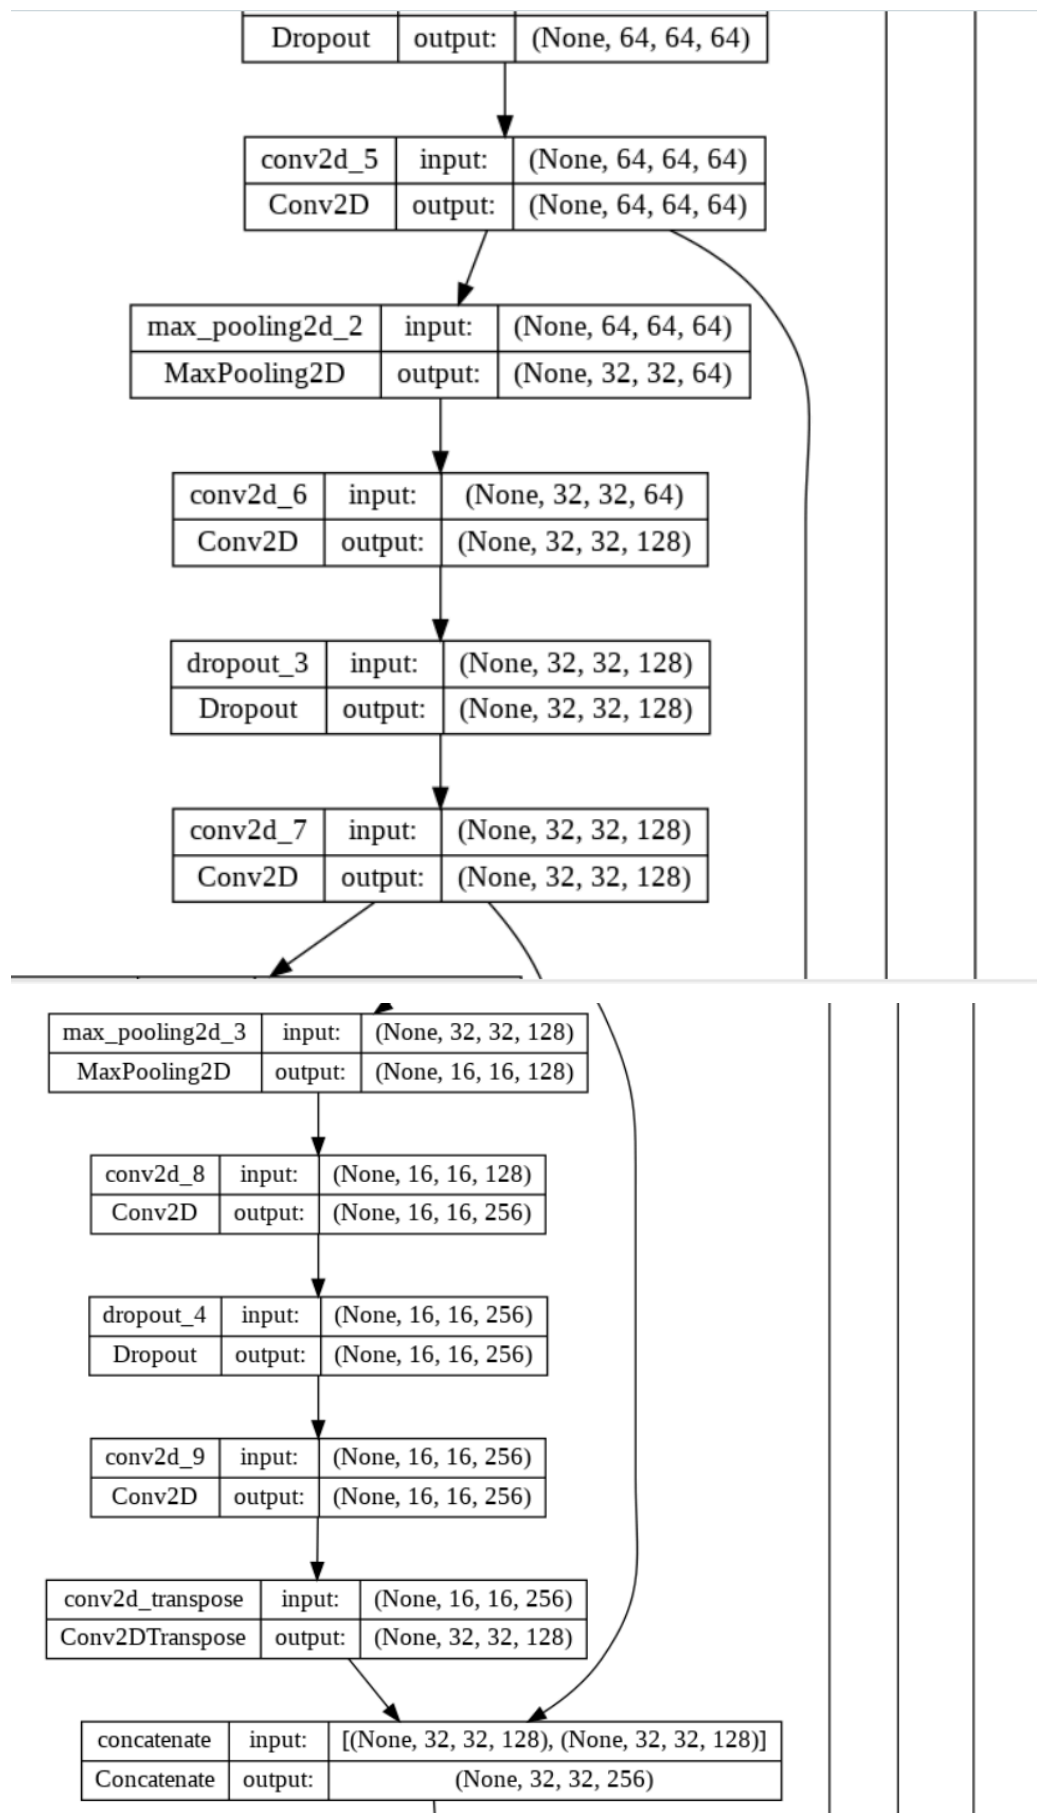 Dropout output: (None, 64, 64, 64)
conv2d_5 input: (None, 64, 64, 64)
Conv2D output: (None, 64, 64, 64)
max_pooling2d_2 input: (None, 64, 64, 64)
MaxPooling2D output: (None, 32, 32, 64)
conv2d_6 input: (None, 32, 32, 64)
Conv2D output: (None, 32, 32, 128)
dropout_3 input: (None, 32, 32, 128)
Dropout output: (None, 32, 32, 128)
conv2d_7 input: (None, 32, 32, 128)
Conv2D output: (None, 32, 32, 128)
max_pooling2d_3 input: (None, 32, 32, 128)
MaxPooling2D output: (None, 16, 16, 128)
conv2d_8 input: (None, 16, 16, 128)
Conv2D output: (None, 16, 16, 256)
dropout_4 input: (None, 16, 16, 256)
Dropout output: (None, 16, 16, 256)
conv2d_9 input: (None, 16, 16, 256)
Conv2D output: (None, 16, 16, 256)
conv2d_transpose input: (None, 16, 16, 256)
Conv2DTranspose output: (None, 32, 32, 128)
concatenate input: [(None, 32, 32, 128), (None, 32, 32, 128)]
Concatenate output: (None, 32, 32, 256)